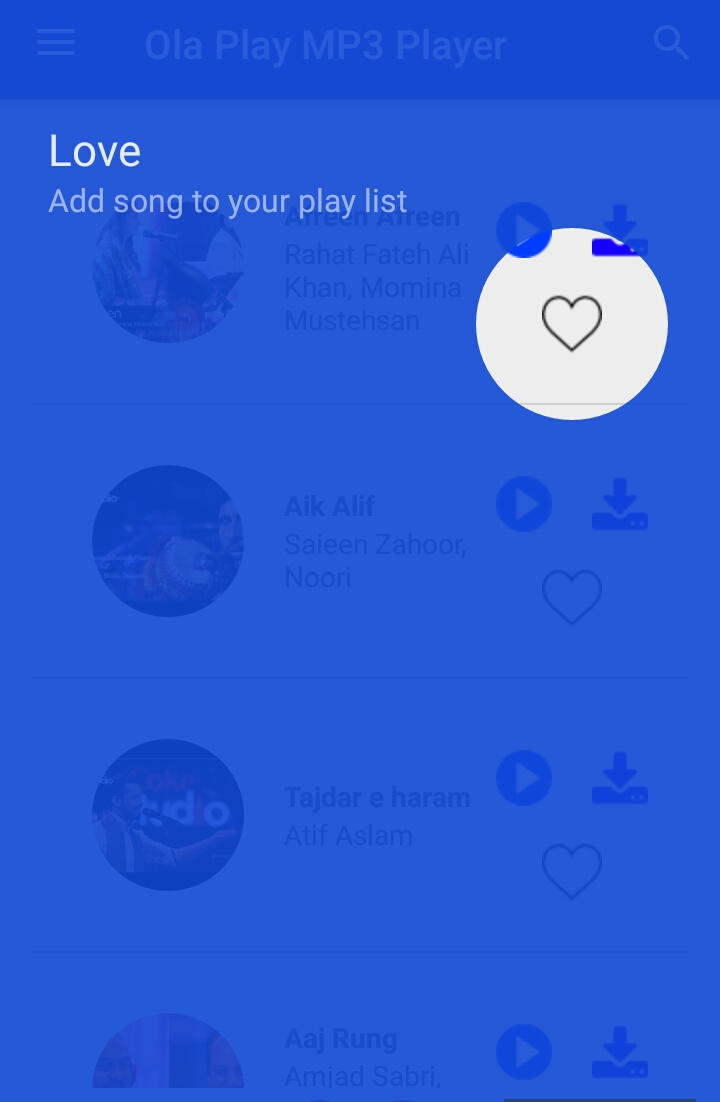 Ola Play MP3 Player
Love
Add song to your play list
Afreen Afreen
Rahat Fateh Ali
Khan, Momina
Mustehsan
Aik Alif
Saieen Zahoor,
Noori
Tajdar e haram
Atif Aslam
Aaj Rung
Amjad Sabri,